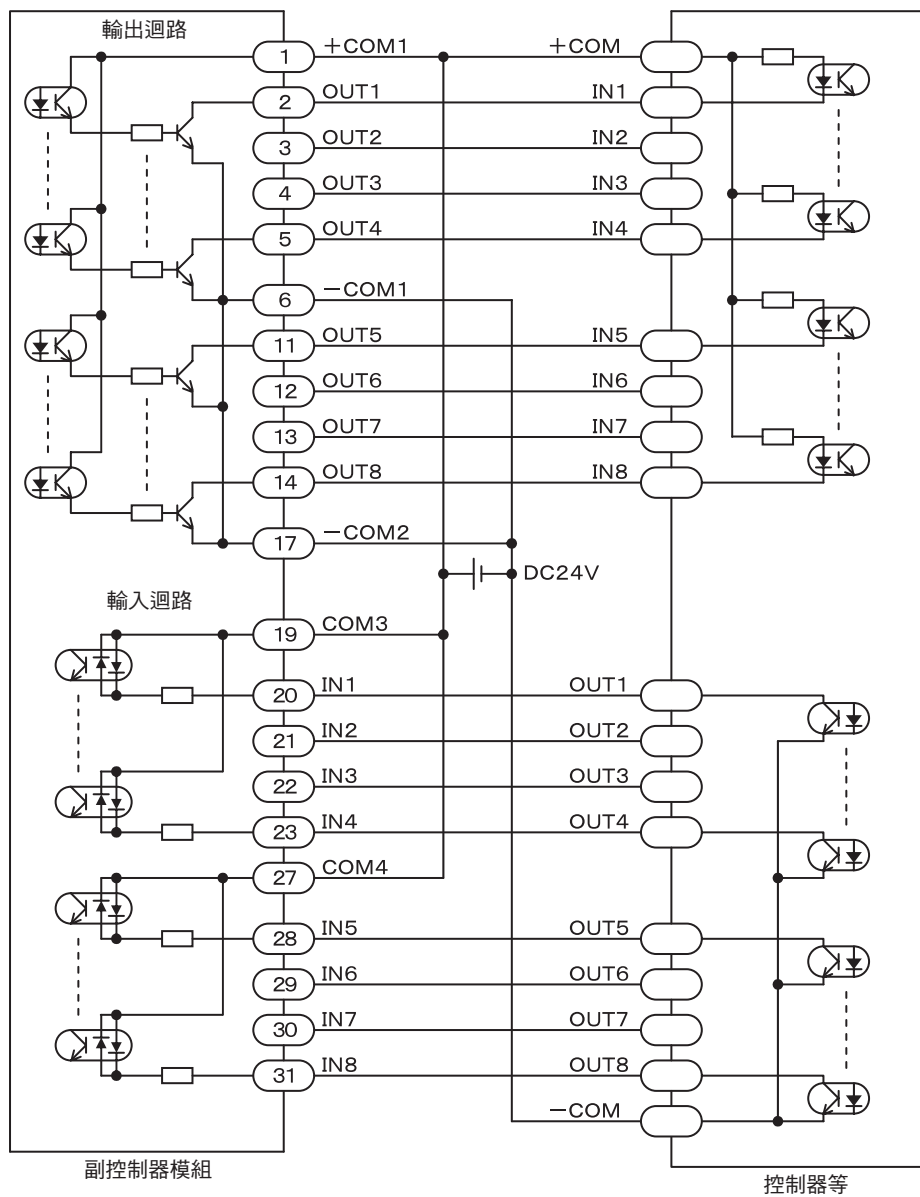 輸出迴路
1 +COM1 +COM
2 OUT1 IN1
3 OUT2 IN2
4 OUT3 IN3
5 OUT4 IN4
6 -COM1
11 OUT5 IN5
12 OUT6 IN6
13 OUT7 IN7
14 OUT8 IN8
17 -COM2
DC24V
輸入迴路
19 COM3
20 IN1 OUT1
21 IN2 OUT2
22 IN3 OUT3
23 IN4 OUT4
27 COM4
28 IN5 OUT5
29 IN6 OUT6
30 IN7 OUT7
31 IN8 OUT8
-COM
副控制器模組
控制器等